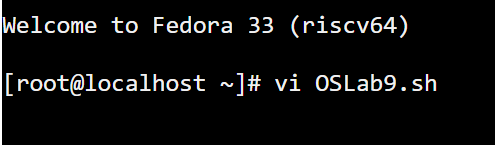 Welcome to Fedora 33 (riscv64)
[root@localhost ~]# vi OSLab9.sh